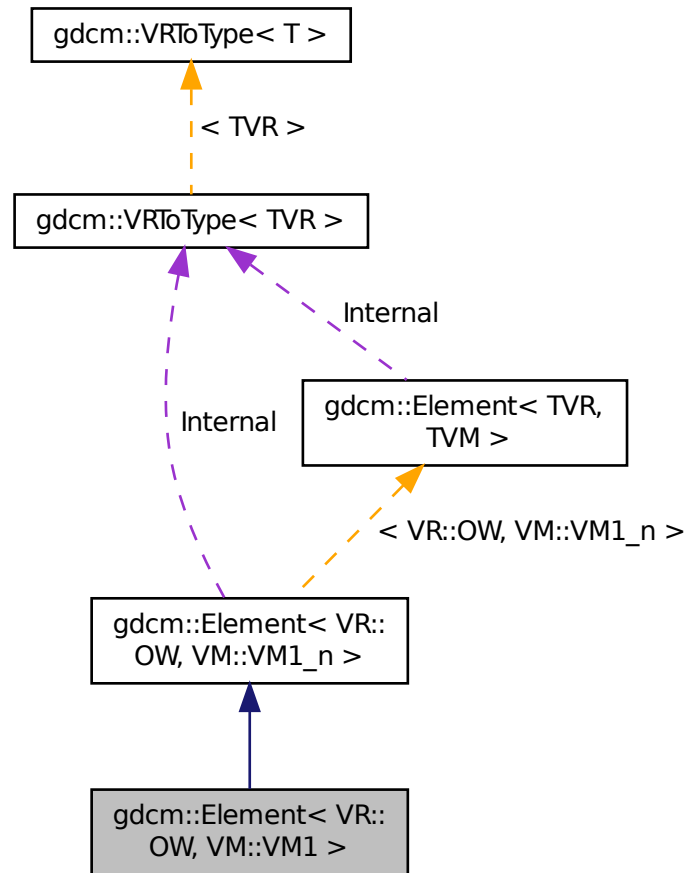 gdcm::VRToType< T >
< TVR >
gdcm::VRToType< TVR >
Internal
gdcm::Element< TVR,
TVM >
Internal
< VR::OW, VM::VM1_n >
gdcm::Element< VR::
OW, VM::VM1_n >
gdcm::Element< VR::
OW, VM::VM1 >